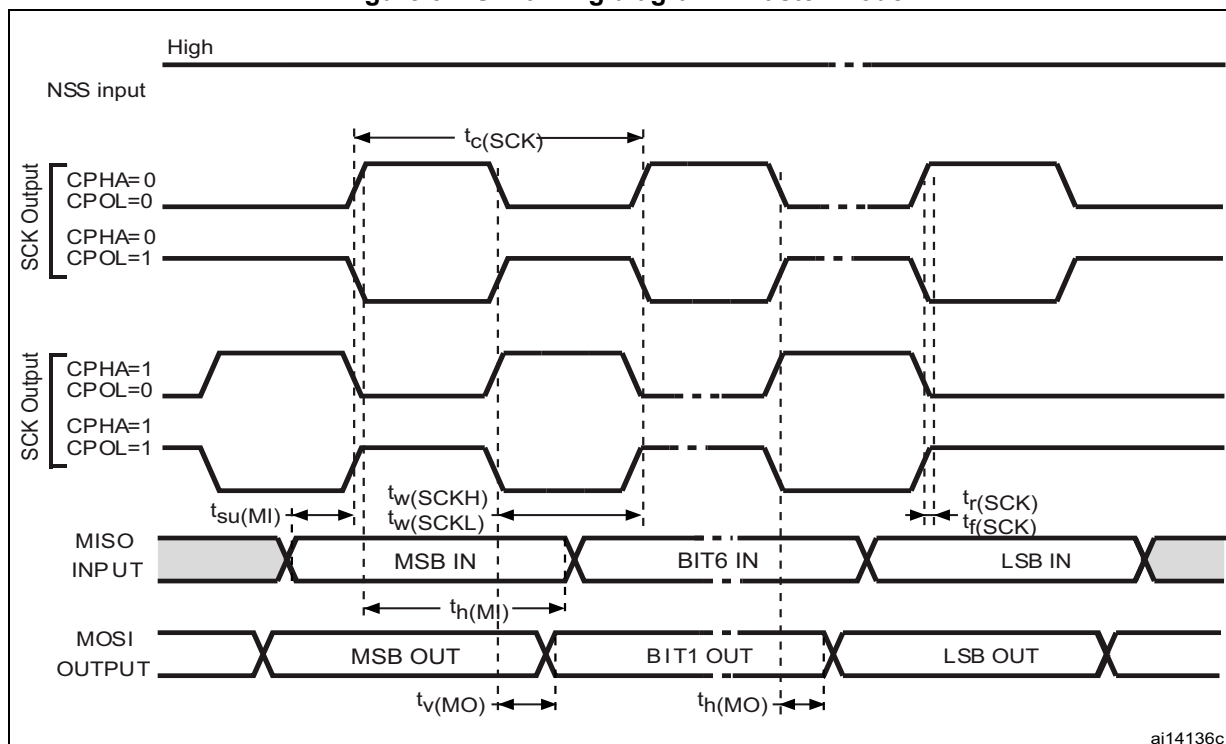 High
NSS input
tc(SCK)
SCK Output
CPHA=0
CPOL=0
CPHA=0
CPOL=1
SCK Output
CPHA=1
CPOL=0
CPHA=1
CPOL=1
tsu(MI)
tw(SCKH)
tw(SCKL)
tr(SCK)
tf(SCK)
MISO
INPUT
MSB IN
BIT6 IN
LSB IN
th(MI)
MOSI
OUTPUT
MSB OUT
BIT1 OUT
LSB OUT
tv(MO)
th(MO)
ai14136c